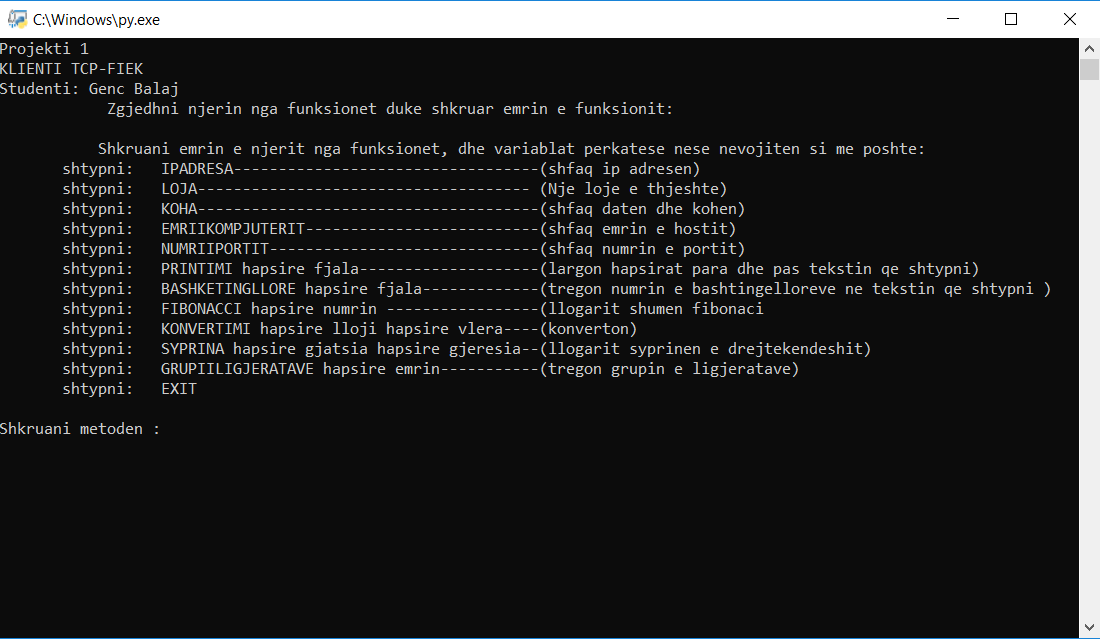 C:\Windows\py.exe
Projekti 1
KLIENTI TCP-FIEK
Studenti: Genc Balaj
Zgjedhni njerin nga funksionet duke shkruar emrin e funksionit:
Shkruani emrin e njerit nga funksionet, dhe variablat perkatese nese nevojiten si me poshte:
shtypni:   IPADRESA----------------------------------(shfaq ip adresen)
shtypni:   LOJA------------------------------------- (Nje loje e thjeshte)
shtypni:   KOHA--------------------------------------(shfaq daten dhe kohen)
shtypni:   EMRIIKOMPJUTERIT--------------------------(shfaq emrin e hostit)
shtypni:   NUMRIIPORTIT------------------------------(shfaq numrin e portit)
shtypni:   PRINTIMI hapsire fjala--------------------(largon hapsirat para dhe pas tekstin qe shtypni)
shtypni:   BASHKETINGLLORE hapsire fjala-------------(tregon numrin e bashtingelloreve ne tekstin qe shtypni )
shtypni:   FIBONACCI hapsire numrin -----------------(llogarit shumen fibonaci
shtypni:   KONVERTIMI hapsire lloji hapsire vlera----(konverton)
shtypni:   SYPRINA hapsire gjatsia hapsire gjeresia--(llogarit syprinen e drejtekendeshit)
shtypni:   GRUPIILIGJERATAVE hapsire emrin-----------(tregon grupin e ligjeratave)
shtypni:   EXIT
Shkruani metoden :